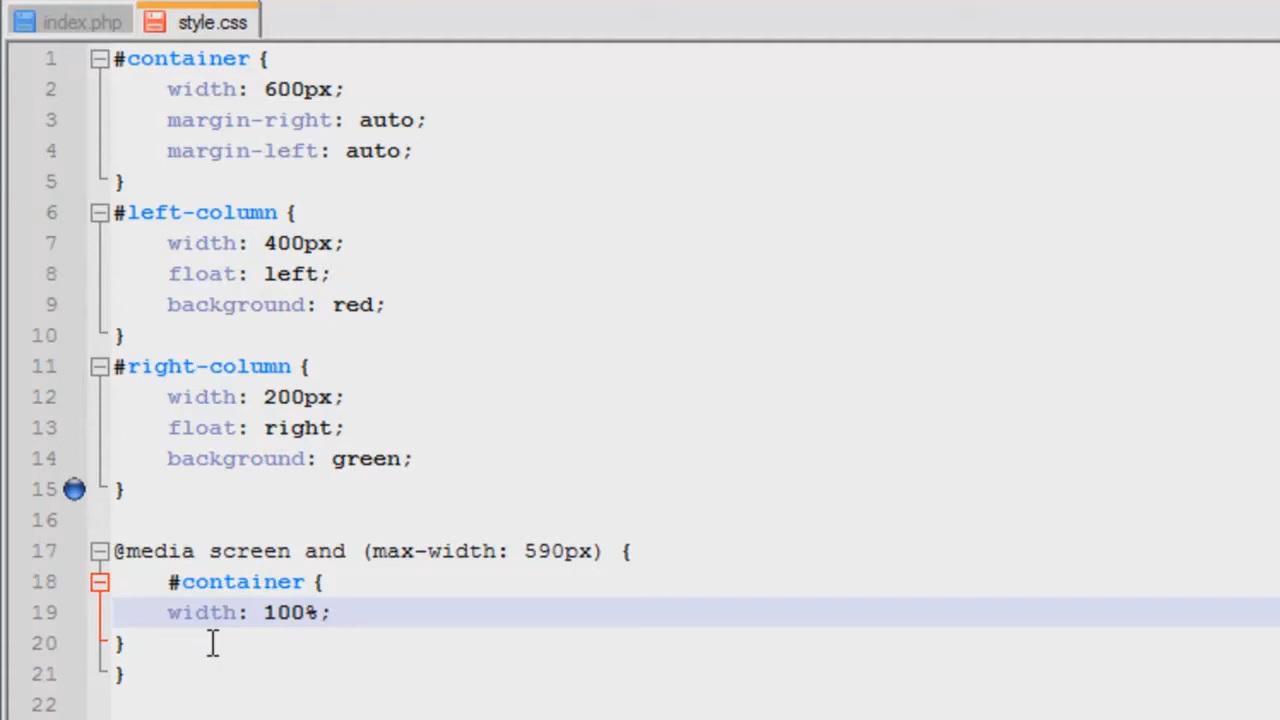 index.php style.css
1 #container {
2 width: 600px;
3 margin-right: auto;
4 margin-left: auto;
5 }
6 #left-column {
7 width: 400px;
8 float: left;
9 background: red;
10 }
11 #right-column {
12 width: 200px;
13 float: right;
14 background: green;
15 }
16
17 @media screen and (max-width: 590px) {
18 #container {
19 width: 100%;
20 }
21 }
22